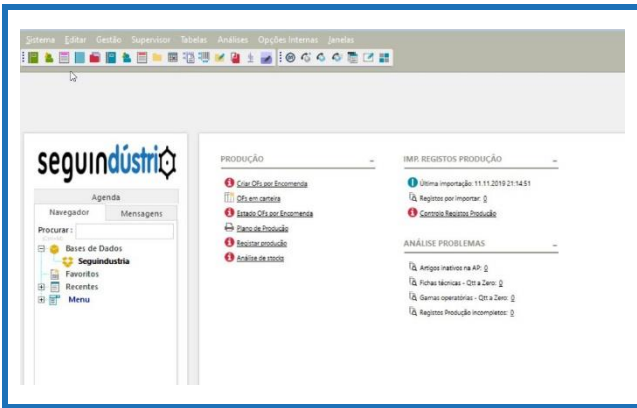 Sistema Editar Gestão Supervisor Tabelas Análises Opções Internas Janelas
seguindústria
Agenda
Navegador Mensagens
Procurar :
Bases de Dados
Seguindustria
Favoritos
Recentes
Menu
PRODUÇÃO
Criar OFs por Encomenda
OFs em carteira
Estado OFs por Encomenda
Plano de Produção
Registar produção
Análise de stocks
IMP. REGISTOS PRODUÇÃO
Última importação: 11.11.2019 21:14:51
Registos por importar: 0
Controlo Registos Produção
ANÁLISE PROBLEMAS
Artigos inativos na AP: 0
Fichas técnicas - Qtt a Zero: 0
Gamas operatórias - Qtt a Zero: 0
Registos Produção incompletos: 0